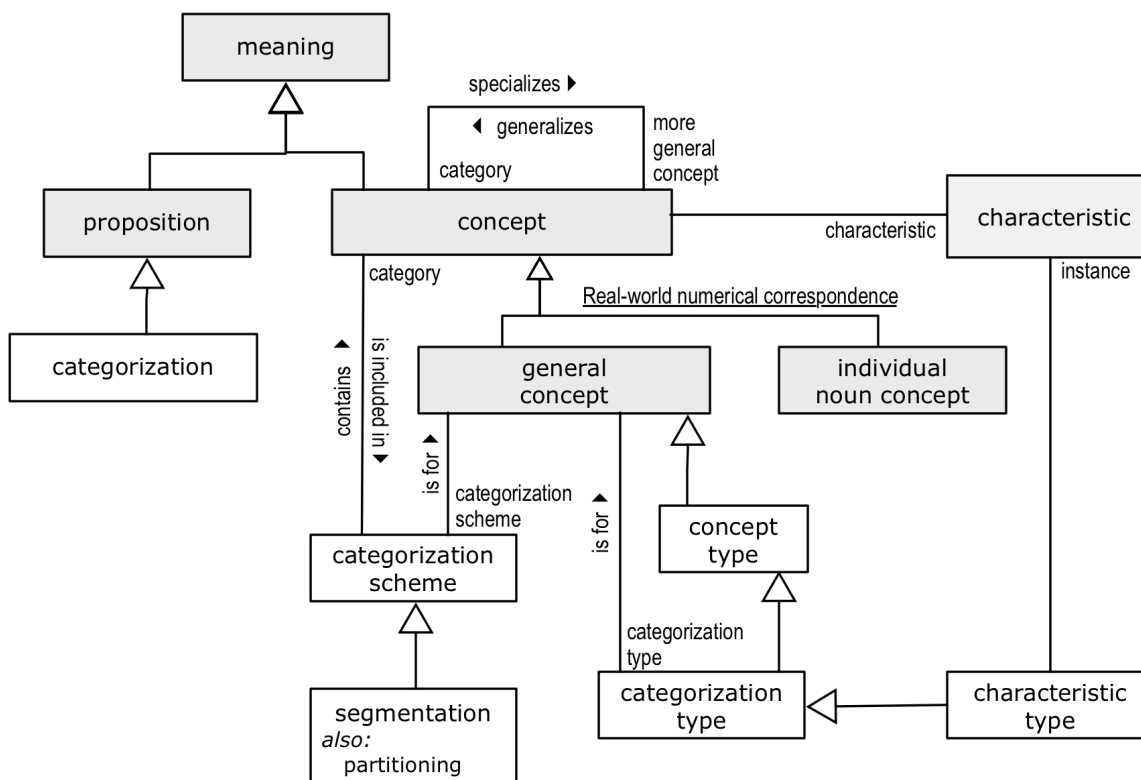 meaning
specializes ▶
◀ generalizes
more
general
concept
category
proposition
concept
characteristic
characteristic
category
instance
Real-world numerical correspondence
categorization
general
concept
individual
noun concept
contains ▶
is included in ▶
is for ▶
categorization
scheme
is for ▶
concept
type
categorization
scheme
categorization
type
segmentation
also:
partitioning
categorization
type
characteristic
type